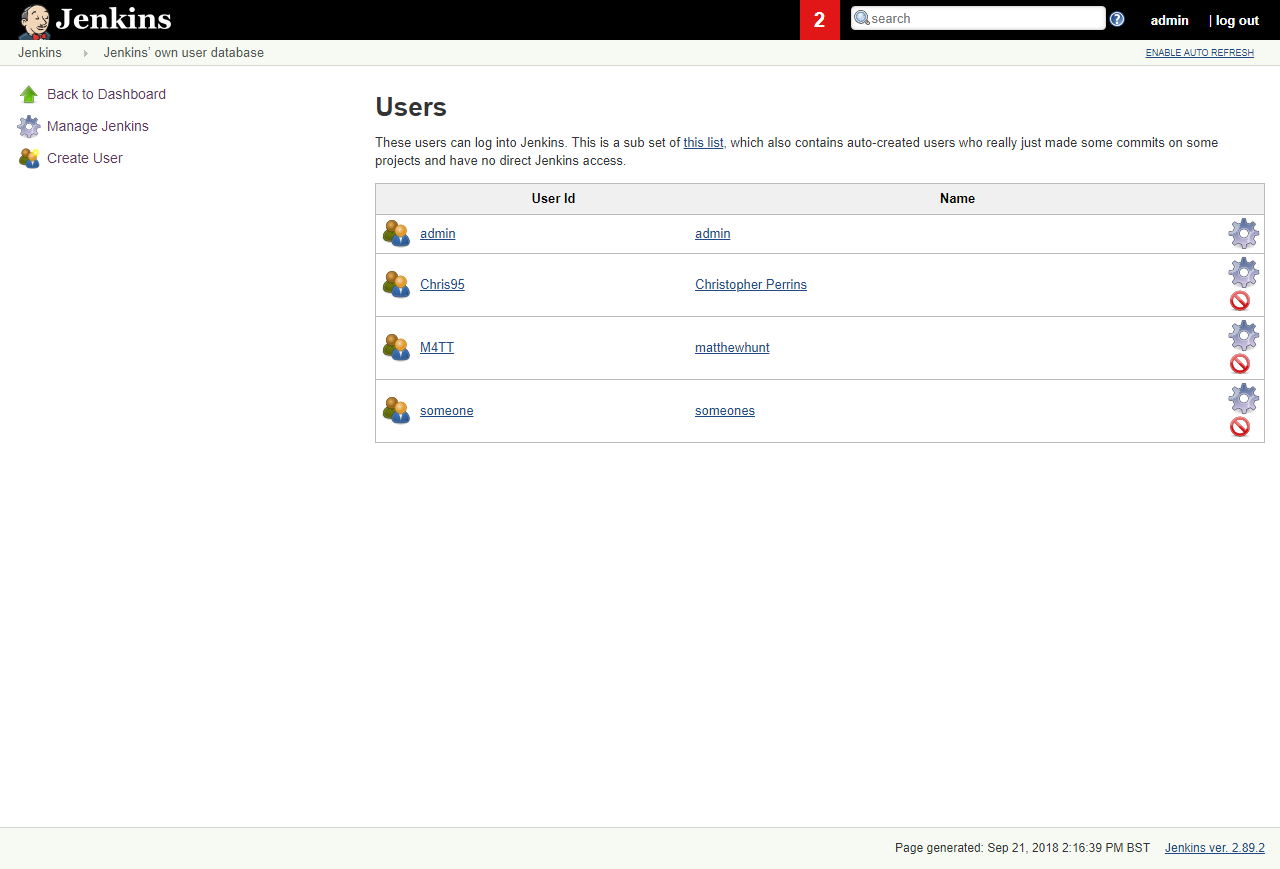 Jenkins
2
search
?
admin
| log out
Jenkins
Jenkins’ own user database
ENABLE AUTO REFRESH
Back to Dashboard
Manage Jenkins
Create User
Users
These users can log into Jenkins. This is a sub set of this list, which also contains auto-created users who really just made some commits on some
projects and have no direct Jenkins access.
User Id Name
admin admin
Chris95 Christopher Perrins
M4TT matthewhunt
someone someones
Page generated: Sep 21, 2018 2:16:39 PM BST Jenkins ver. 2.89.2